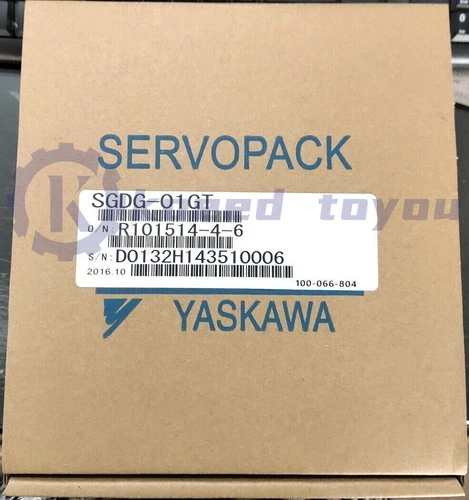 SERVOPACK
SGDG-01GT
O/N: R101514-4-6
S/N: D0132H143510006
2016.10
100-066-804
YASKAWA